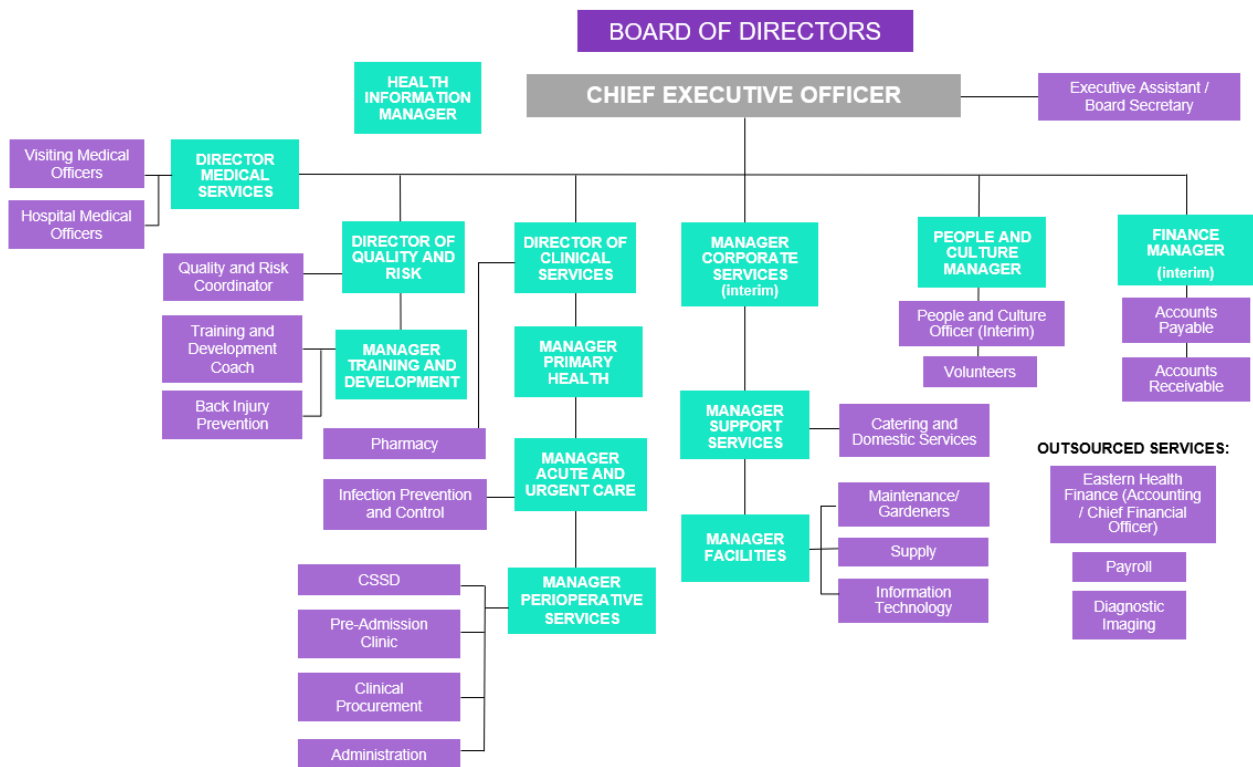 BOARD OF DIRECTORS
HEALTH
INFORMATION
MANAGER
CHIEF EXECUTIVE OFFICER
Executive Assistant /
Board Secretary
Visiting Medical
Officers
Hospital Medical
Officers
DIRECTOR
MEDICAL
SERVICES
DIRECTOR OF
QUALITY AND
RISK
DIRECTOR OF
CLINICAL
SERVICES
MANAGER
CORPORATE
SERVICES
(interim)
PEOPLE AND
CULTURE
MANAGER
FINANCE
MANAGER
(interim)
Quality and Risk
Coordinator
Training and
Development
Coach
Back Injury
Prevention
MANAGER
TRAINING AND
DEVELOPMENT
MANAGER
PRIMARY
HEALTH
People and Culture
Officer (Interim)
Volunteers
Accounts
Payable
Accounts
Receivable
Pharmacy
Infection Prevention
and Control
MANAGER
ACUTE AND
URGENT CARE
MANAGER
SUPPORT
SERVICES
Catering and
Domestic Services
MANAGER
FACILITIES
Maintenance/
Gardeners
Supply
Information
Technology
OUTSOURCED SERVICES:
Eastern Health
Finance (Accounting
/ Chief Financial
Officer)
Payroll
Diagnostic
Imaging
CSSD
Pre-Admission
Clinic
Clinical
Procurement
Administration
MANAGER
PERIOPERATIVE
SERVICES